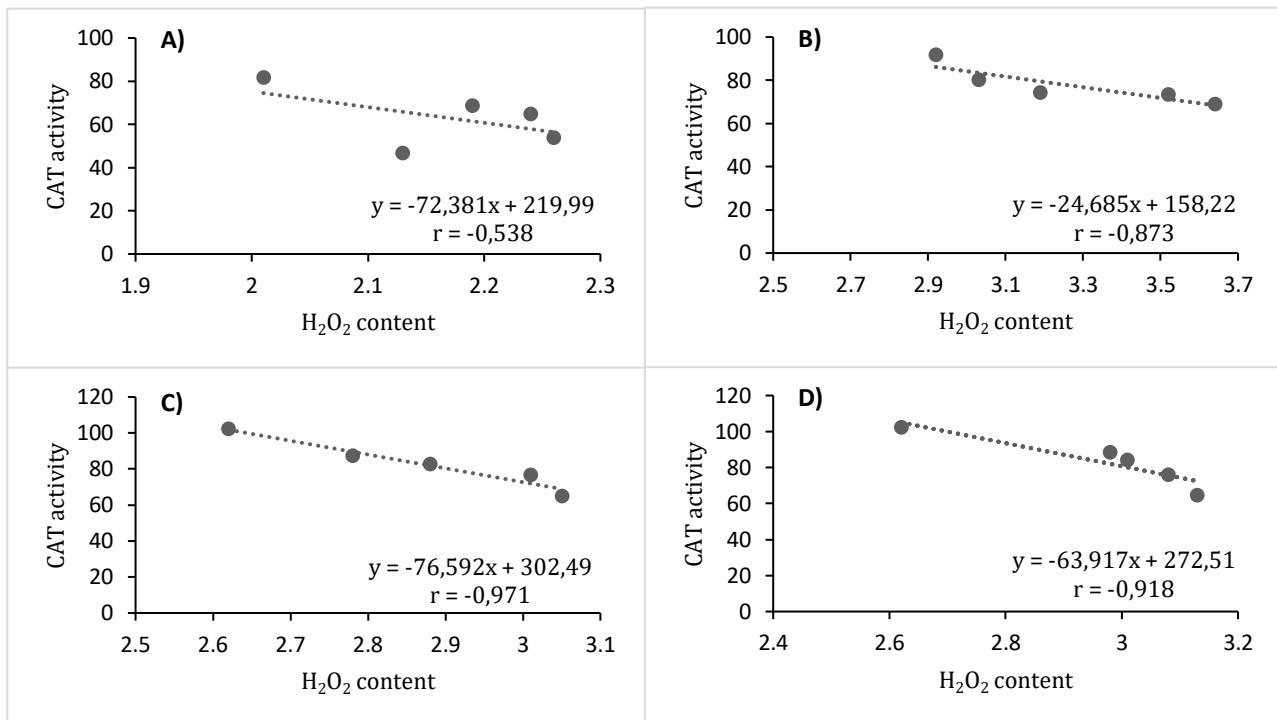 A)
CAT activity
100
80
60
40
20
0
y = -72,381x + 219,99
r = -0,538
1.9 2 2.1 2.2 2.3
H₂O₂ content
B)
CAT activity
100
80
60
40
20
0
y = -24,685x + 158,22
r = -0,873
2.5 2.7 2.9 3.1 3.3 3.5 3.7
H₂O₂ content
C)
CAT activity
120
100
80
60
40
20
0
y = -76,592x + 302,49
r = -0,971
2.5 2.6 2.7 2.8 2.9 3 3.1
H₂O₂ content
D)
CAT activity
120
100
80
60
40
20
0
y = -63,917x + 272,51
r = -0,918
2.4 2.6 2.8 3 3.2
H₂O₂ content